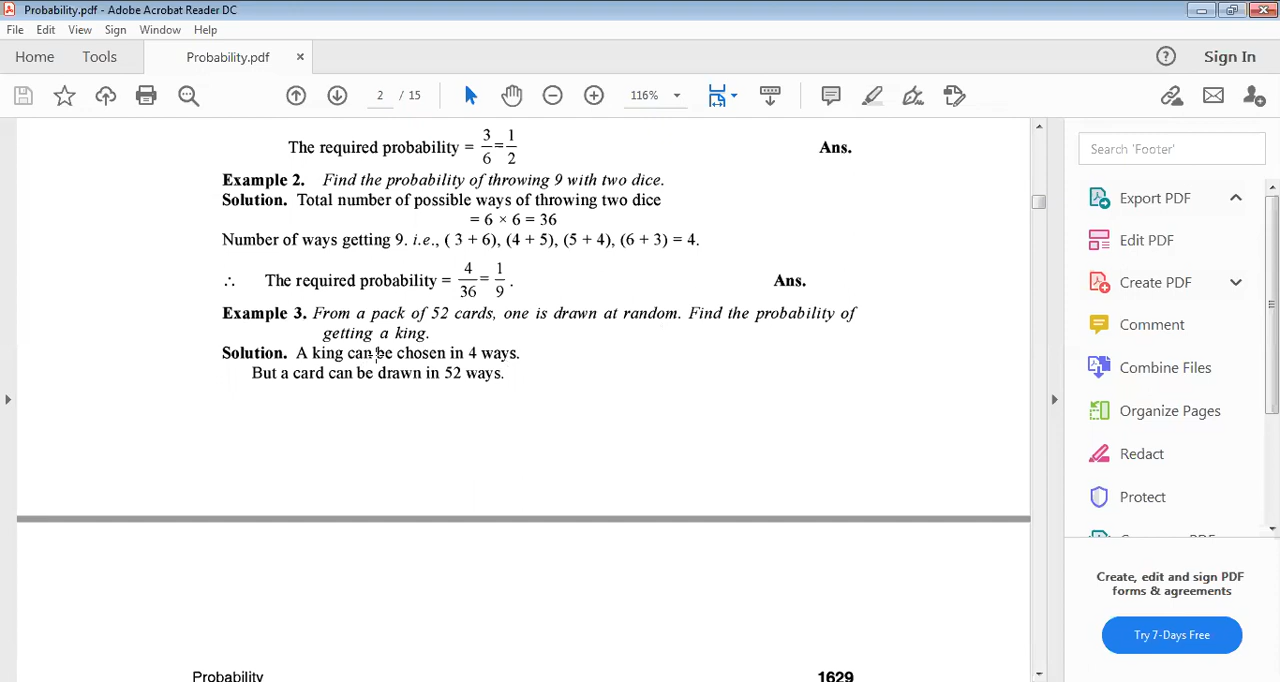 Probability.pdf - Adobe Acrobat Reader DC
File Edit View Sign Window Help
Home Tools Probability.pdf × Sign In
2 / 15 116%
The required probability = 3/6 = 1/2 Ans.
Example 2. Find the probability of throwing 9 with two dice.
Solution. Total number of possible ways of throwing two dice
= 6 × 6 = 36
Number of ways getting 9. i.e., ( 3 + 6), (4 + 5), (5 + 4), (6 + 3) = 4.
∴ The required probability = 4/36 = 1/9 . Ans.
Example 3. From a pack of 52 cards, one is drawn at random. Find the probability of
getting a king.
Solution. A king can be chosen in 4 ways.
But a card can be drawn in 52 ways.
Probability 1629
Search 'Footer'
Export PDF
Edit PDF
Create PDF
Comment
Combine Files
Organize Pages
Redact
Protect
Create, edit and sign PDF
forms & agreements
Try 7-Days Free